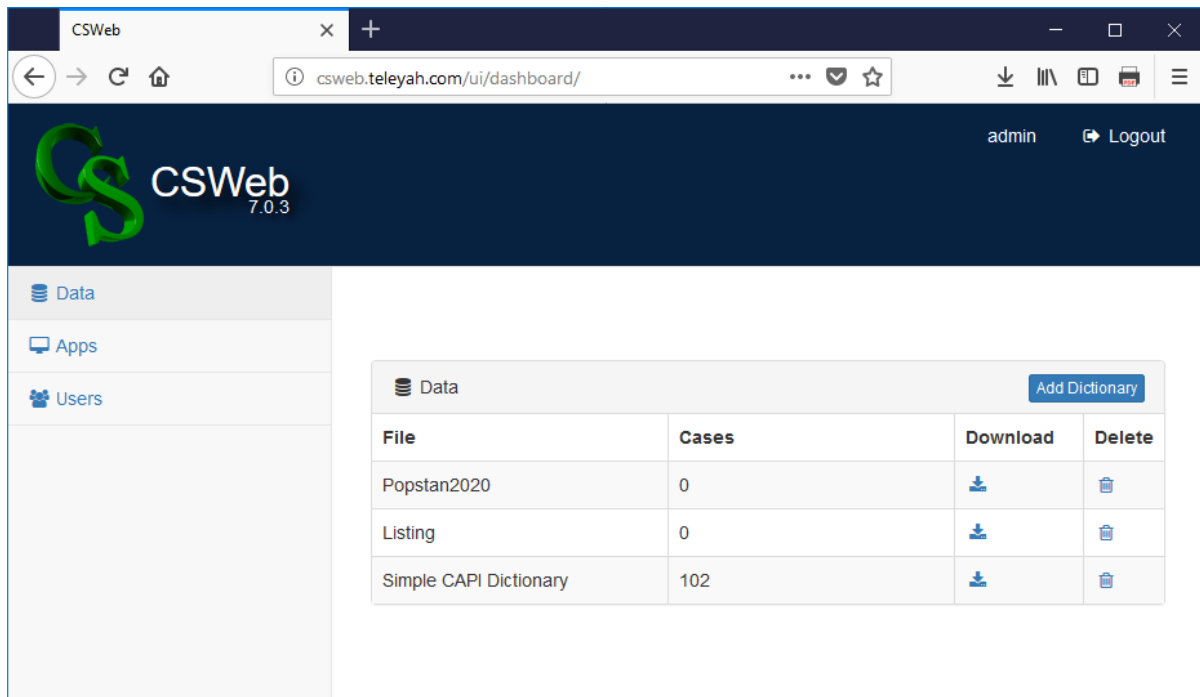 CSWeb
csweb.teleyah.com/ui/dashboard/
admin Logout
CS
CSWeb
7.0.3
Data
Apps
Users
Data Add Dictionary
File Cases Download Delete
Popstan2020 0
Listing 0
Simple CAPI Dictionary 102